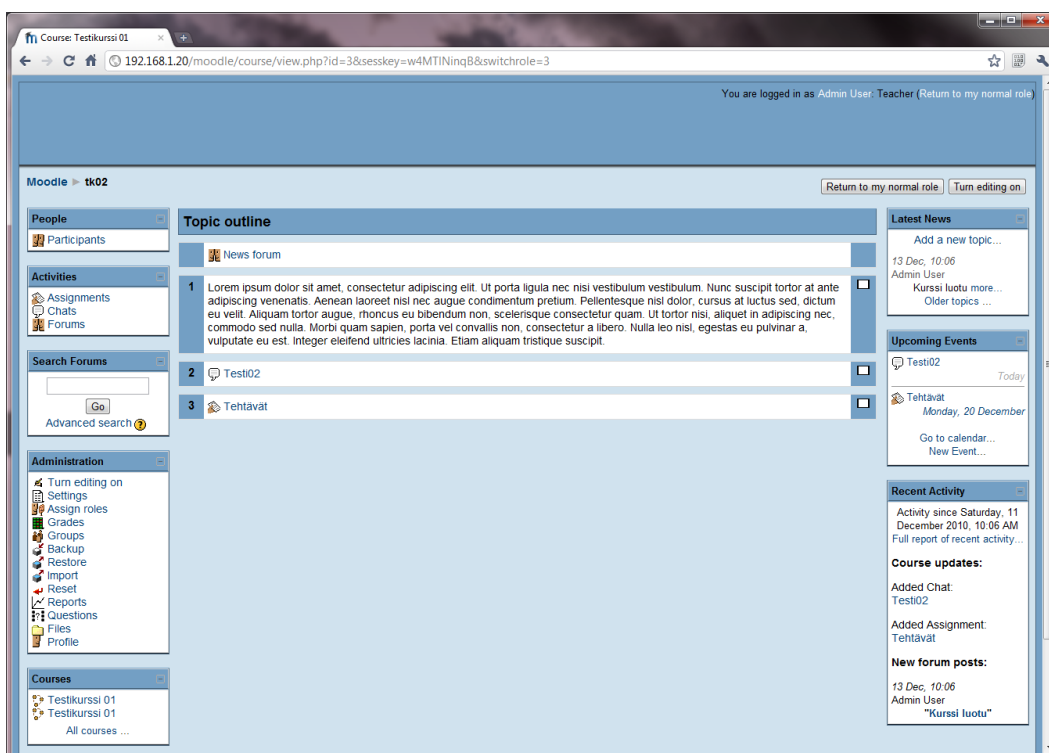 Course: Testikurssi 01
192.168.1.20/moodle/course/view.php?id=3&sesskey=w4MTlNinqB&switchrole=3
You are logged in as Admin User: Teacher (Return to my normal role)
Moodle ► tk02
Return to my normal role
Turn editing on
People
Participants
Activities
Assignments
Chats
Forums
Search Forums
Go
Advanced search ?
Administration
Turn editing on
Settings
Assign roles
Grades
Groups
Backup
Restore
Import
Reset
Reports
Questions
Files
Profile
Courses
Testikurssi 01
Testikurssi 01
All courses ...
Topic outline
News forum
1
Lorem ipsum dolor sit amet, consectetur adipiscing elit. Ut porta ligula nec nisi vestibulum vestibulum. Nunc suscipit tortor at ante
adipiscing venenatis. Aenean laoreet nisl nec augue condimentum pretium. Pellentesque nisl dolor, cursus at luctus sed, dictum
eu velit. Aliquam tortor augue, rhoncus eu bibendum non, scelerisque consectetur quam. Ut tortor nisi, aliquet in adipiscing nec,
commodo sed nulla. Morbi quam sapien, porta vel convallis non, consectetur a libero. Nulla leo nisl, egestas eu pulvinar a,
vulputate eu est. Integer eleifend ultricies lacinia. Etiam aliquam tristique suscipit.
2 Testi02
3 Tehtävät
Latest News
Add a new topic...
13 Dec, 10:06
Admin User
Kurssi luotu more...
Older topics ...
Upcoming Events
Testi02
Today
Tehtävät
Monday, 20 December
Go to calendar...
New Event...
Recent Activity
Activity since Saturday, 11
December 2010, 10:06 AM
Full report of recent activity...
Course updates:
Added Chat:
Testi02
Added Assignment:
Tehtävät
New forum posts:
13 Dec, 10:06
Admin User
"Kurssi luotu"